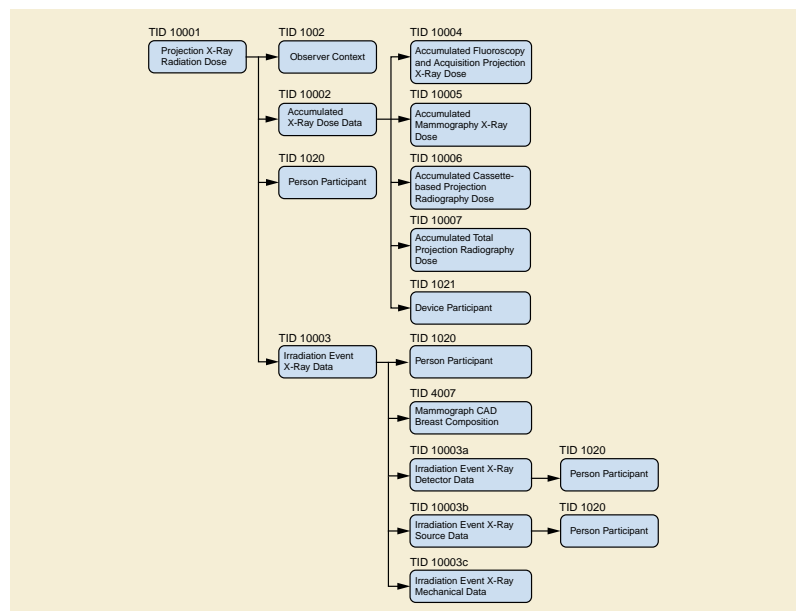 TID 10001
Projection X-Ray
Radiation Dose
TID 1002
Observer Context
TID 10002
Accumulated
X-Ray Dose Data
TID 1020
Person Participant
TID 10003
Irradiation Event
X-Ray Data
TID 10004
Accumulated Fluoroscopy
and Acquisition Projection
X-Ray Dose
TID 10005
Accumulated
Mammography X-Ray
Dose
TID 10006
Accumulated Cassette-
based Projection
Radiography Dose
TID 10007
Accumulated Total
Projection Radiography
Dose
TID 1021
Device Participant
TID 1020
Person Participant
TID 4007
Mammograph CAD
Breast Composition
TID 10003a
Irradiation Event X-Ray
Detector Data
TID 1020
Person Participant
TID 10003b
Irradiation Event X-Ray
Source Data
TID 1020
Person Participant
TID 10003c
Irradiation Event X-Ray
Mechanical Data